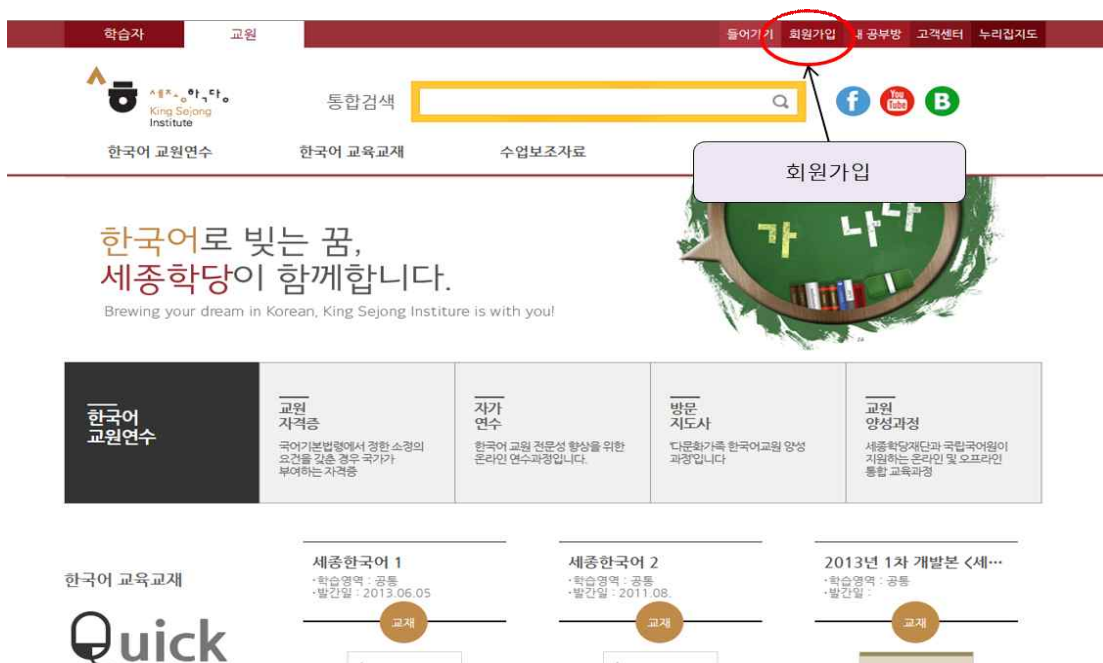 학습자 교원 들어가기 회원가입 내 공부방 고객센터 누리집지도
세종학당
King Sejong
Institute
통합검색
f You Tube B
한국어 교원연수 한국어 교육교재 수업보조자료
회원가입
가 나다
한국어로 빚는 꿈,
세종학당이 함께합니다.
Brewing your dream in Korean, King Sejong Institure is with you!
한국어
교원연수
교원
자격증
국어기본법령에서 정한 소정의
요건을 갖춘 경우 국가가
부여하는 자격증
자가
연수
한국어 교원 전문성 향상을 위한
온라인 연수과정입니다.
방문
지도사
'다문화가족 한국어교원 양성
과정'입니다
교원
양성과정
세종학당재단과 국립국어원이
지원하는 온라인 및 오프라인
통합 교육과정
한국어 교육교재
Quick
세종한국어 1
·학습영역 : 공통
·발간일 : 2013.06.05
교재
세종한국어 2
·학습영역 : 공통
·발간일 : 2011.08.
교재
2013년 1차 개발본 <세…
·학습영역 : 공통
·발간일 :
교재